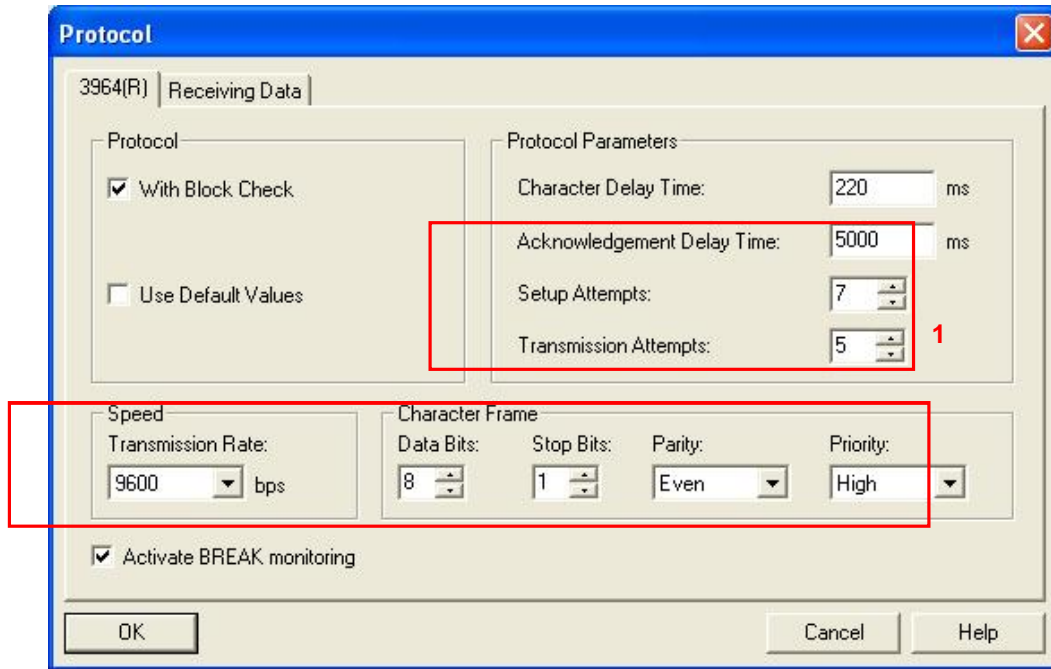 Protocol
3964(R) Receiving Data
Protocol
With Block Check
Use Default Values
Protocol Parameters
Character Delay Time: 220 ms
Acknowledgement Delay Time: 5000 ms
Setup Attempts: 7
Transmission Attempts: 5
1
Speed
Transmission Rate:
9600 bps
Character Frame
Data Bits: Stop Bits: Parity: Priority:
8 1 Even High
Activate BREAK monitoring
OK Cancel Help